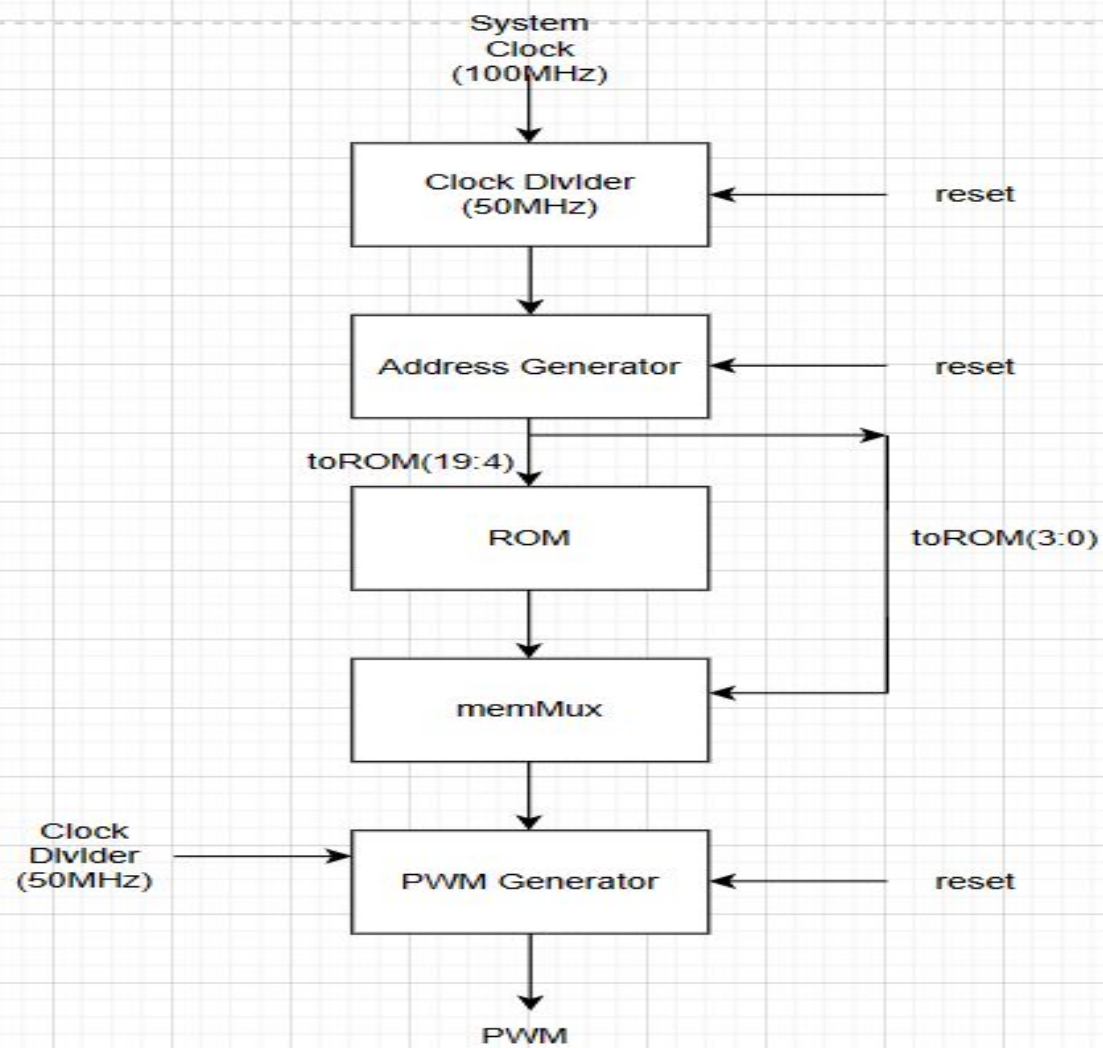 System
Clock
(100MHz)
Clock Divider
(50MHz)
reset
Address Generator
reset
toROM(19:4)
ROM
toROM(3:0)
memMux
Clock
Divider
(50MHz)
PWM Generator
reset
PWM